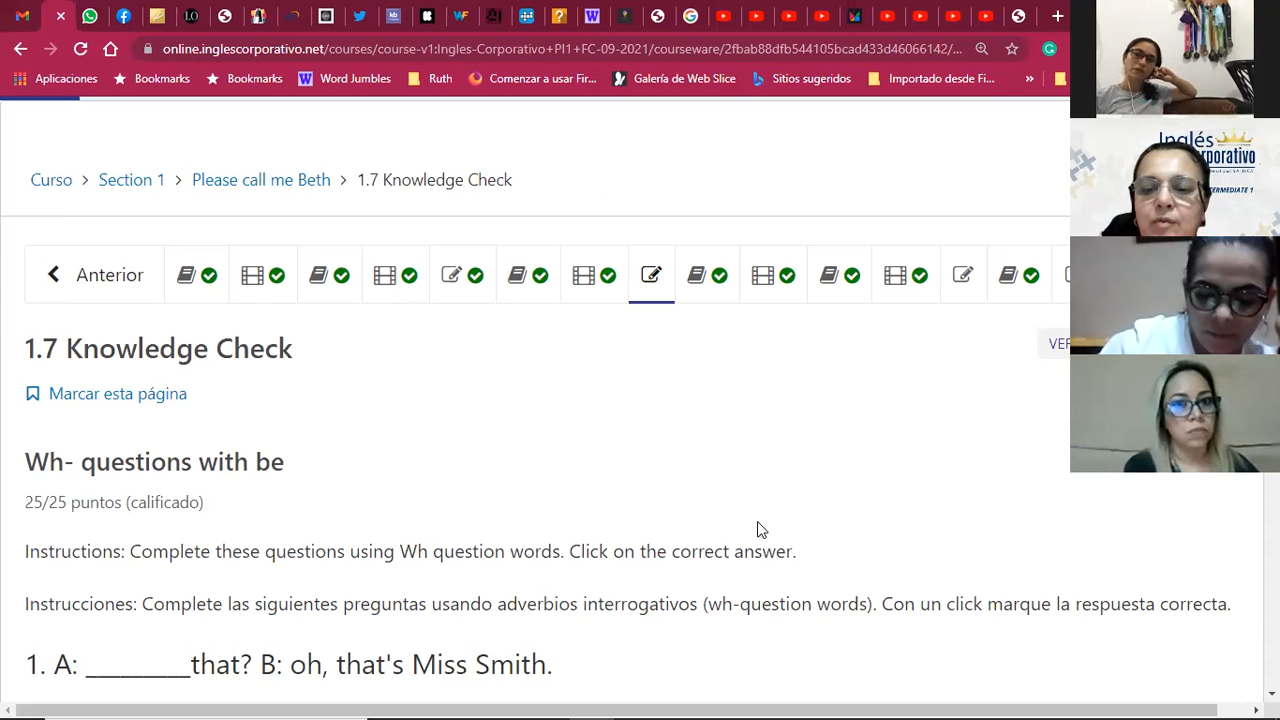 online.inglescorporativo.net/courses/course-v1:Ingles-Corporativo+PI1+FC-09-2021/courseware/2fbab88dfb544105bcad433d46066142/...
Aplicaciones Bookmarks Bookmarks Word Jumbles Ruth Comenzar a usar Fir... Galería de Web Slice Sitios sugeridos Importado desde Fi... »
Curso > Section 1 > Please call me Beth > 1.7 Knowledge Check
Anterior
1.7 Knowledge Check
VER
Marcar esta página
Wh- questions with be
25/25 puntos (calificado)
Instructions: Complete these questions using Wh question words. Click on the correct answer.
Instrucciones: Complete las siguientes preguntas usando adverbios interrogativos (wh-question words). Con un click marque la respuesta correcta.
1. A: _________that? B: oh, that's Miss Smith.
Inglés